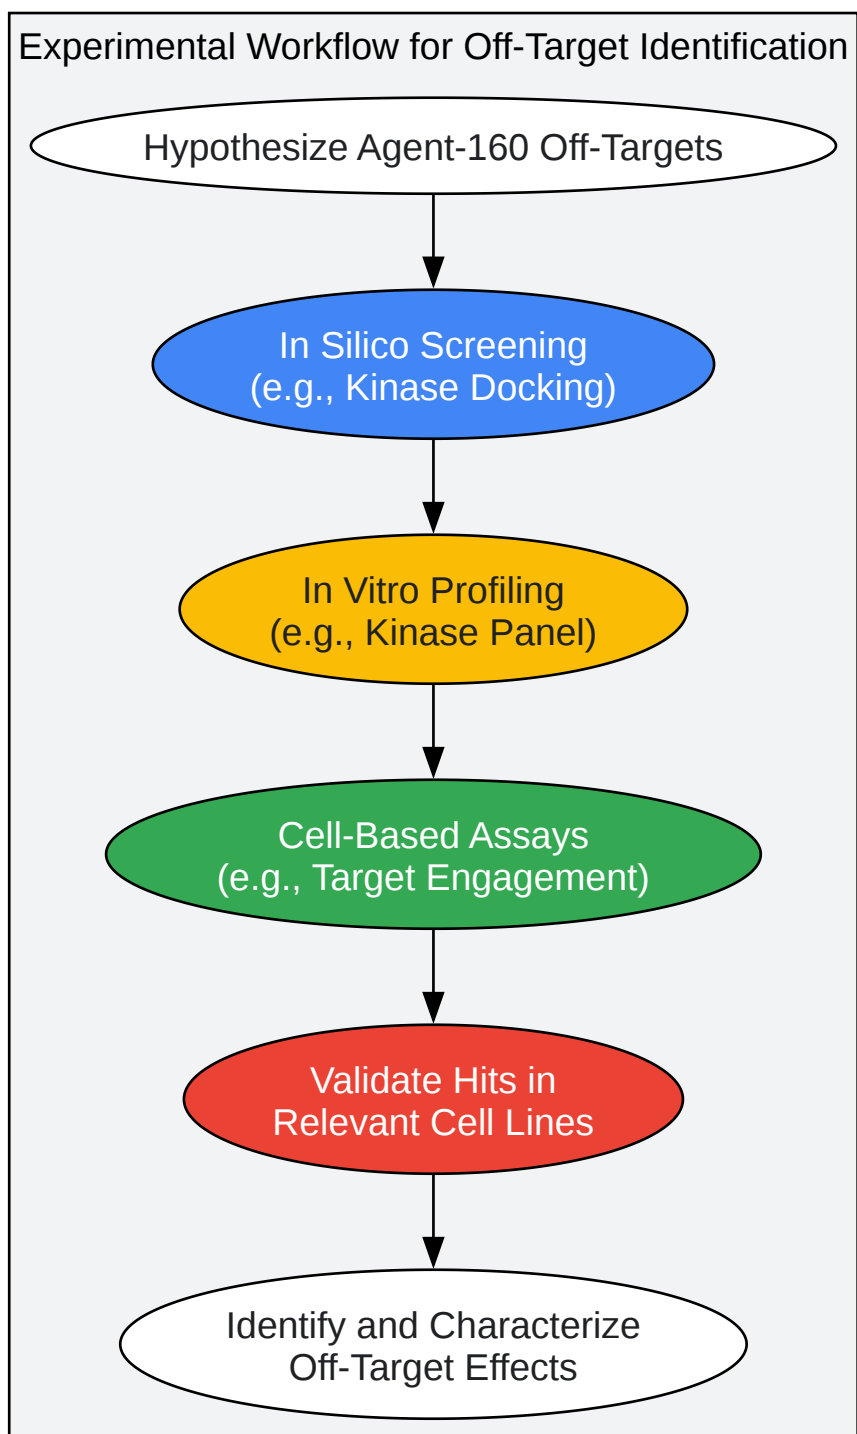 Experimental Workflow for Off-Target Identification
Hypothesize Agent-160 Off-Targets
In Silico Screening
(e.g., Kinase Docking)
In Vitro Profiling
(e.g., Kinase Panel)
Cell-Based Assays
(e.g., Target Engagement)
Validate Hits in
Relevant Cell Lines
Identify and Characterize
Off-Target Effects